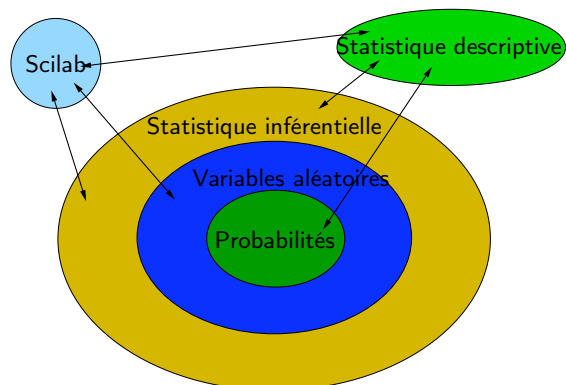 Scilab
Statistique descriptive
Statistique inférentielle
Variables aléatoires
Probabilités